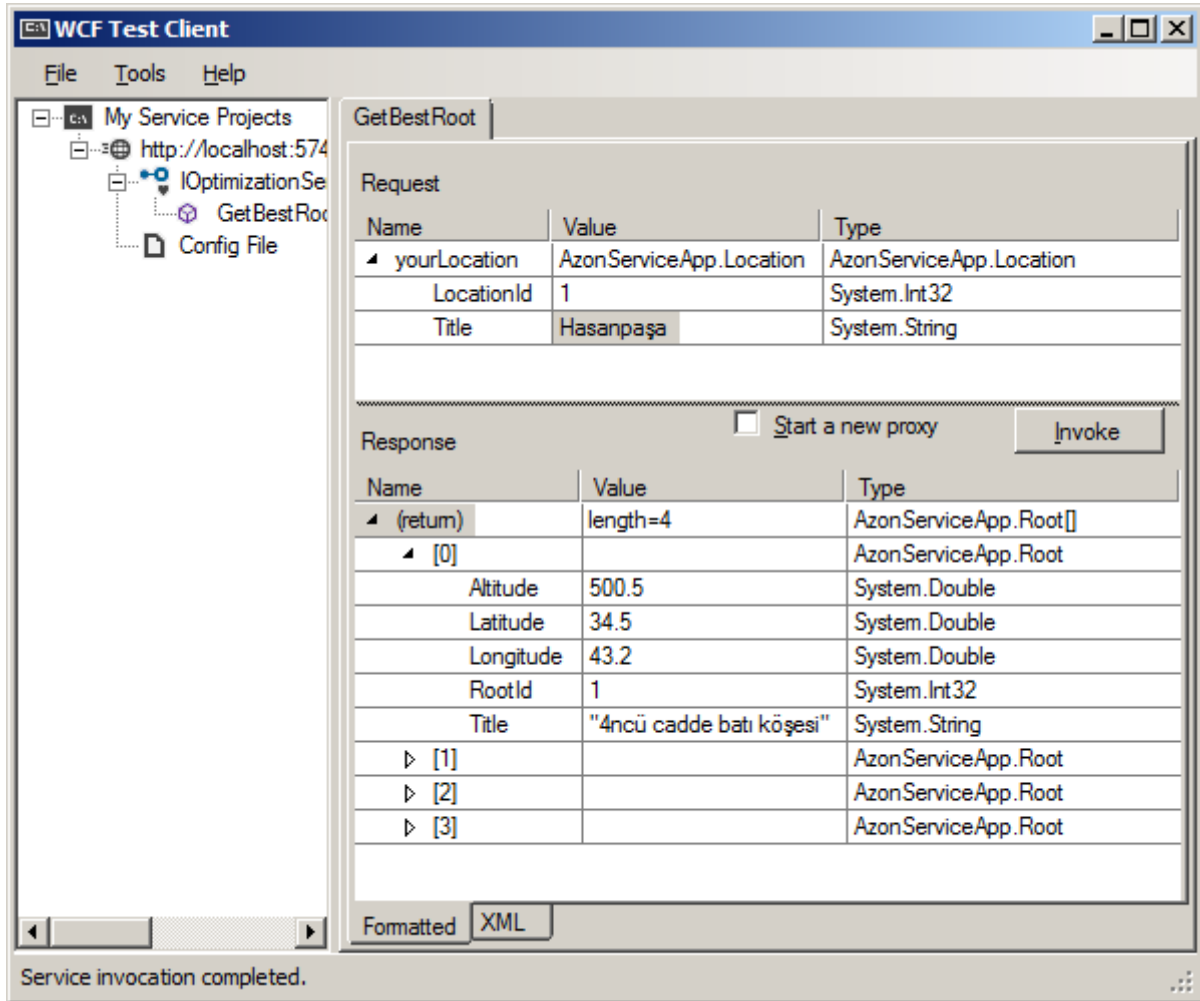 WCF Test Client
File Tools Help
My Service Projects
http://localhost:574
IOptimizationSe
GetBestRoo
Config File
GetBestRoot
Request
Name Value Type
yourLocation AzonServiceApp.Location AzonServiceApp.Location
LocationId 1 System.Int32
Title Hasanpaşa System.String
Start a new proxy Invoke
Response
Name Value Type
(return) length=4 AzonServiceApp.Root[]
[0] AzonServiceApp.Root
Altitude 500.5 System.Double
Latitude 34.5 System.Double
Longitude 43.2 System.Double
RootId 1 System.Int32
Title "4ncü cadde batı köşesi" System.String
[1] AzonServiceApp.Root
[2] AzonServiceApp.Root
[3] AzonServiceApp.Root
Formatted XML
Service invocation completed.